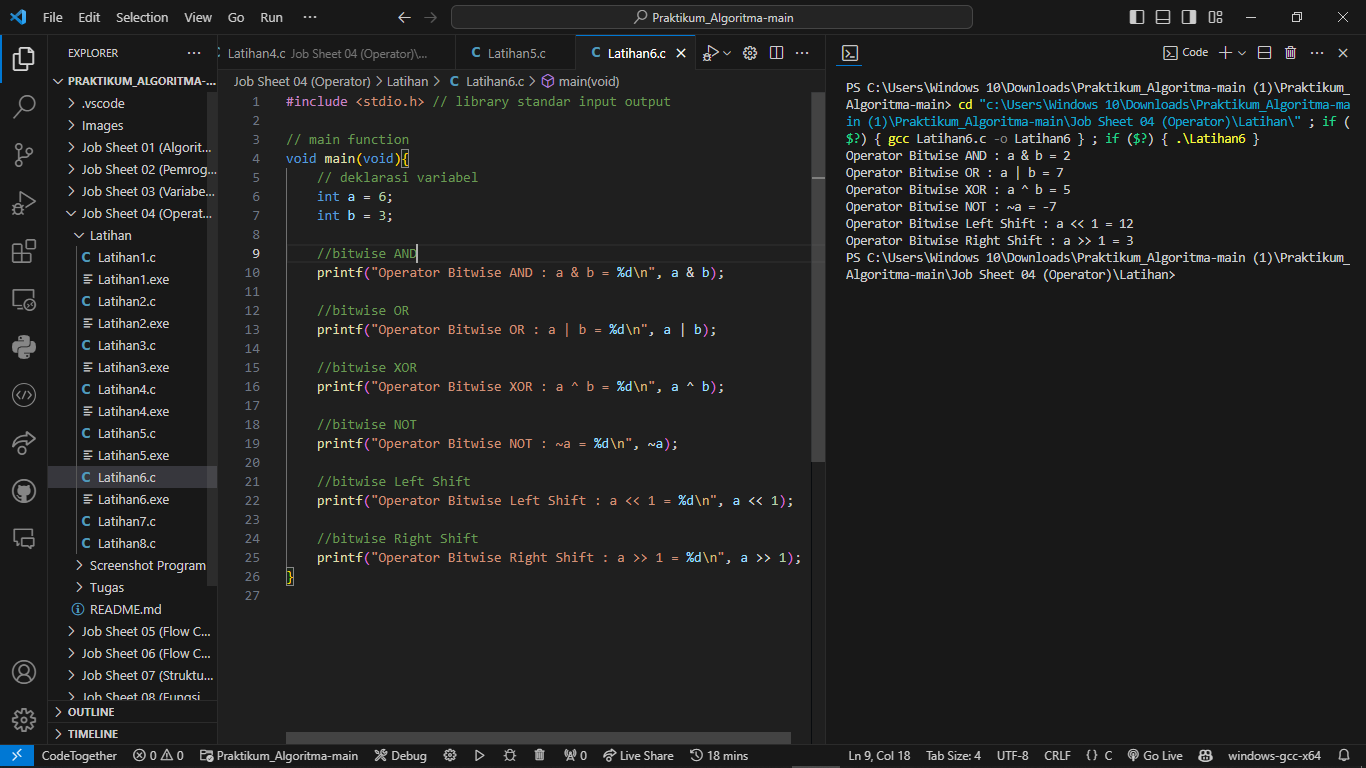 File Edit Selection View Go Run ··· Praktikum_Algoritma-main
EXPLORER ···
PRAKTIKUM_ALGORITMA-...
.vscode
Images
Job Sheet 01 (Algorit...
Job Sheet 02 (Pemrog...
Job Sheet 03 (Variabe...
Job Sheet 04 (Operat...
Latihan
C Latihan1.c
Latihan1.exe
C Latihan2.c
Latihan2.exe
C Latihan3.c
Latihan3.exe
C Latihan4.c
Latihan4.exe
C Latihan5.c
Latihan5.exe
C Latihan6.c
Latihan6.exe
C Latihan7.c
C Latihan8.c
Screenshot Program
Tugas
README.md
Job Sheet 05 (Flow C...
Job Sheet 06 (Flow C...
Job Sheet 07 (Struktu...
Job Sheet 08 (Fungsi
OUTLINE
TIMELINE
Latihan4.c Job Sheet 04 (Operator)\... C Latihan5.c C Latihan6.c
Job Sheet 04 (Operator) > Latihan > C Latihan6.c > main(void)
1 #include <stdio.h> // library standar input output
2
3 // main function
4 void main(void){
5 // deklarasi variabel
6 int a = 6;
7 int b = 3;
8
9 //bitwise AND
10 printf("Operator Bitwise AND : a & b = %d\n", a & b);
11
12 //bitwise OR
13 printf("Operator Bitwise OR : a | b = %d\n", a | b);
14
15 //bitwise XOR
16 printf("Operator Bitwise XOR : a ^ b = %d\n", a ^ b);
17
18 //bitwise NOT
19 printf("Operator Bitwise NOT : ~a = %d\n", ~a);
20
21 //bitwise Left Shift
22 printf("Operator Bitwise Left Shift : a << 1 = %d\n", a << 1);
23
24 //bitwise Right Shift
25 printf("Operator Bitwise Right Shift : a >> 1 = %d\n", a >> 1);
26 }
27
Code
PS C:\Users\Windows 10\Downloads\Praktikum_Algoritma-main (1)\Praktikum_
Algoritma-main> cd "c:\Users\Windows 10\Downloads\Praktikum_Algoritma-ma
in (1)\Praktikum_Algoritma-main\Job Sheet 04 (Operator)\Latihan\" ; if (
$?) { gcc Latihan6.c -o Latihan6 } ; if ($?) { .\Latihan6 }
Operator Bitwise AND : a & b = 2
Operator Bitwise OR : a | b = 7
Operator Bitwise XOR : a ^ b = 5
Operator Bitwise NOT : ~a = -7
Operator Bitwise Left Shift : a << 1 = 12
Operator Bitwise Right Shift : a >> 1 = 3
PS C:\Users\Windows 10\Downloads\Praktikum_Algoritma-main (1)\Praktikum_
Algoritma-main\Job Sheet 04 (Operator)\Latihan>
CodeTogether 0 0 Praktikum_Algoritma-main Debug 0 Live Share 18 mins Ln 9, Col 18 Tab Size: 4 UTF-8 CRLF { } C Go Live windows-gcc-x64